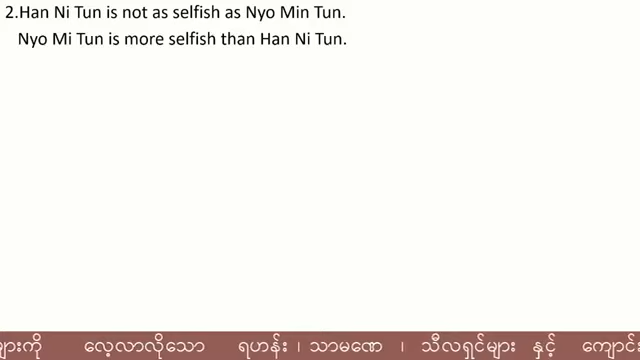 2.Han Ni Tun is not as selfish as Nyo Min Tun.
Nyo Mi Tun is more selfish than Han Ni Tun.
များကို လေ့လာလိုသော ရဟန်း ၊ သာမဏေ ၊ သီလရှင်များ နှင့် ကျောင်း